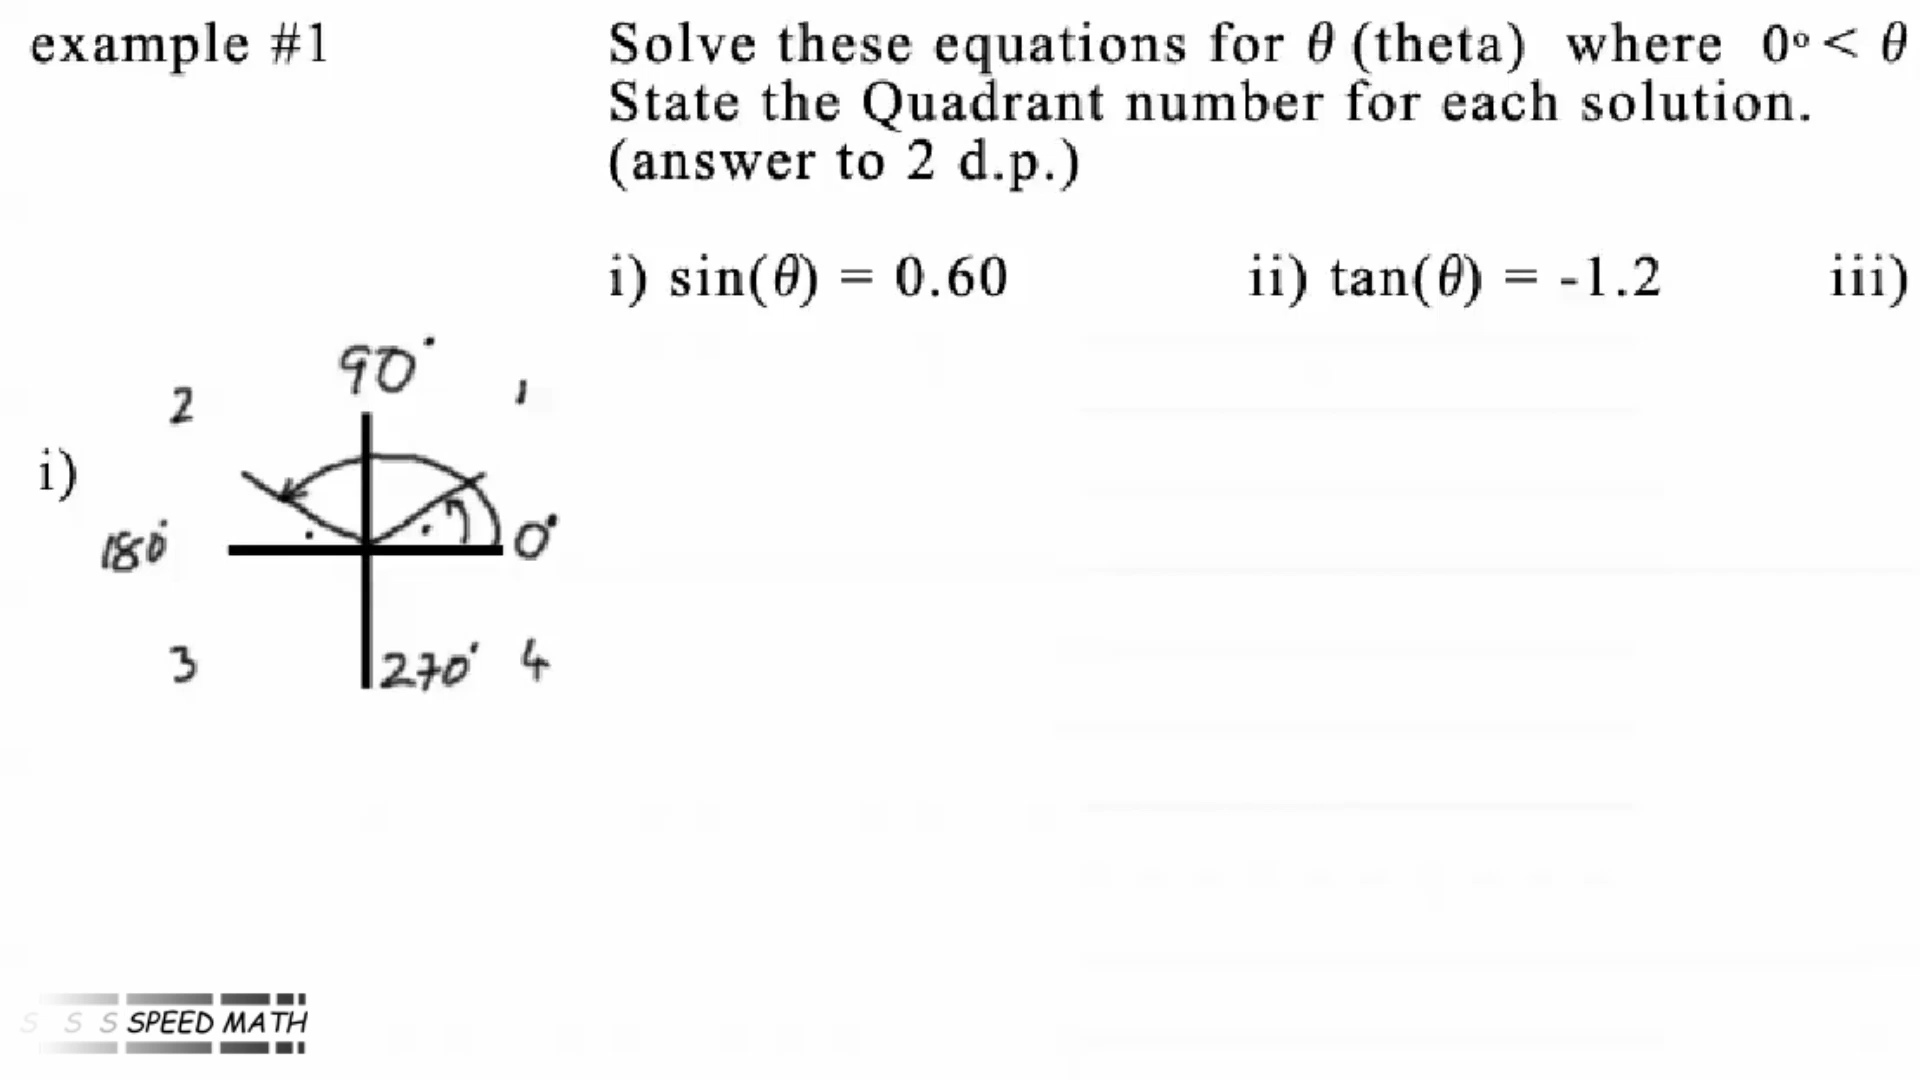 example #1
Solve these equations for θ (theta) where 0° < θ
State the Quadrant number for each solution.
(answer to 2 d.p.)
i) sin(θ) = 0.60
ii) tan(θ) = -1.2
iii)
90°
2
1
i)
180°
0°
3
270°
4
S S S SPEED MATH